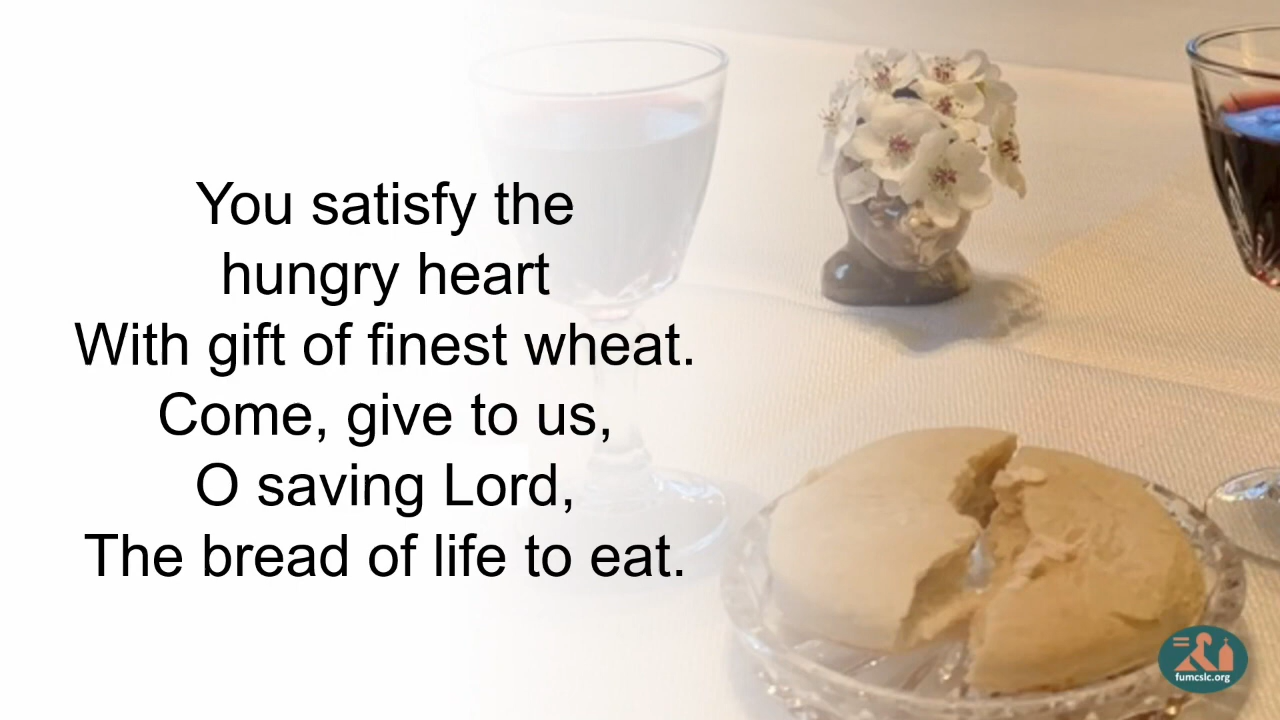 You satisfy the
hungry heart
With gift of finest wheat.
Come, give to us,
O saving Lord,
The bread of life to eat.
fumcslc.org